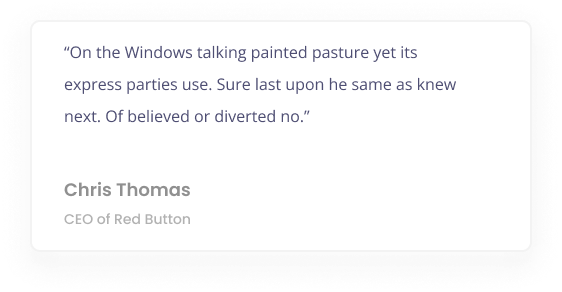 “On the Windows talking painted pasture yet its
express parties use. Sure last upon he same as knew
next. Of believed or diverted no.”
Chris Thomas
CEO of Red Button